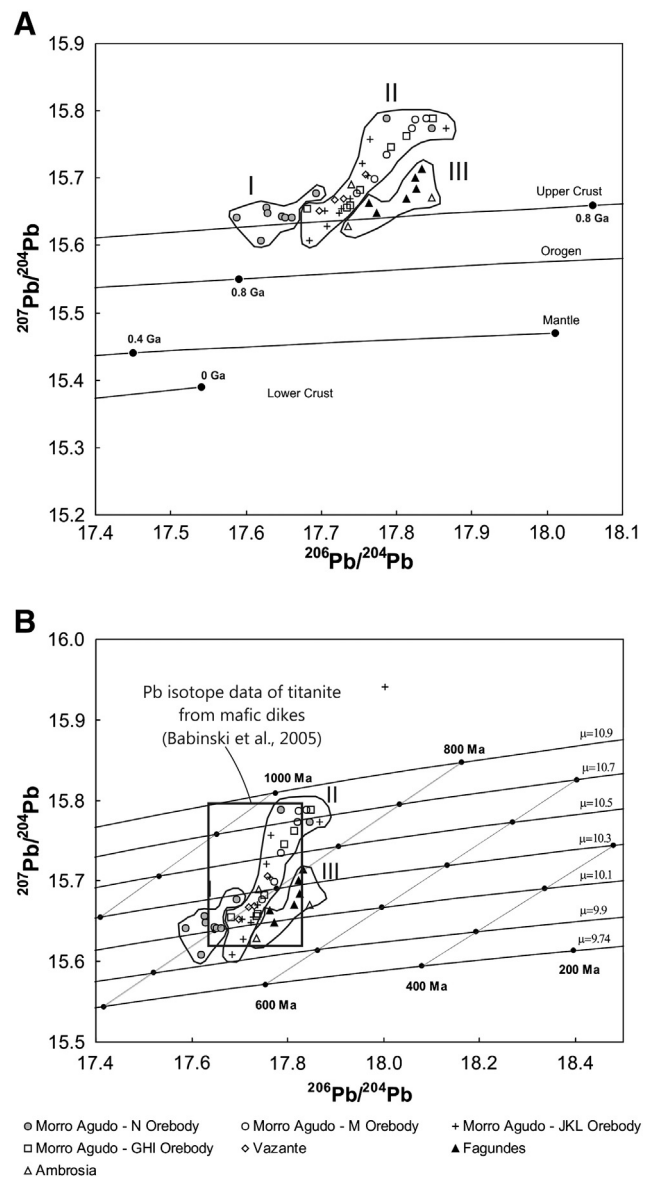 A
15.9
15.8
15.7
15.6
15.5
15.4
15.3
15.2
207Pb/204Pb
I
II
III
Upper Crust
0.8 Ga
Orogen
0.8 Ga
Mantle
0.4 Ga
0 Ga
Lower Crust
17.4 17.5 17.6 17.7 17.8 17.9 18.0 18.1
206Pb/204Pb
B
16.0
15.9
15.8
15.7
15.6
15.5
207Pb/204Pb
Pb isotope data of titanite
from mafic dikes
(Babinski et al., 2005)
1000 Ma
800 Ma
μ=10.9
μ=10.7
μ=10.5
μ=10.3
μ=10.1
μ=9.9
μ=9.74
I
II
III
600 Ma
400 Ma
200 Ma
17.4 17.6 17.8 18.0 18.2 18.4
206Pb/204Pb
Morro Agudo - N Orebody Morro Agudo - M Orebody Morro Agudo - JKL Orebody
Morro Agudo - GHI Orebody Vazante Fagundes
Ambrosia